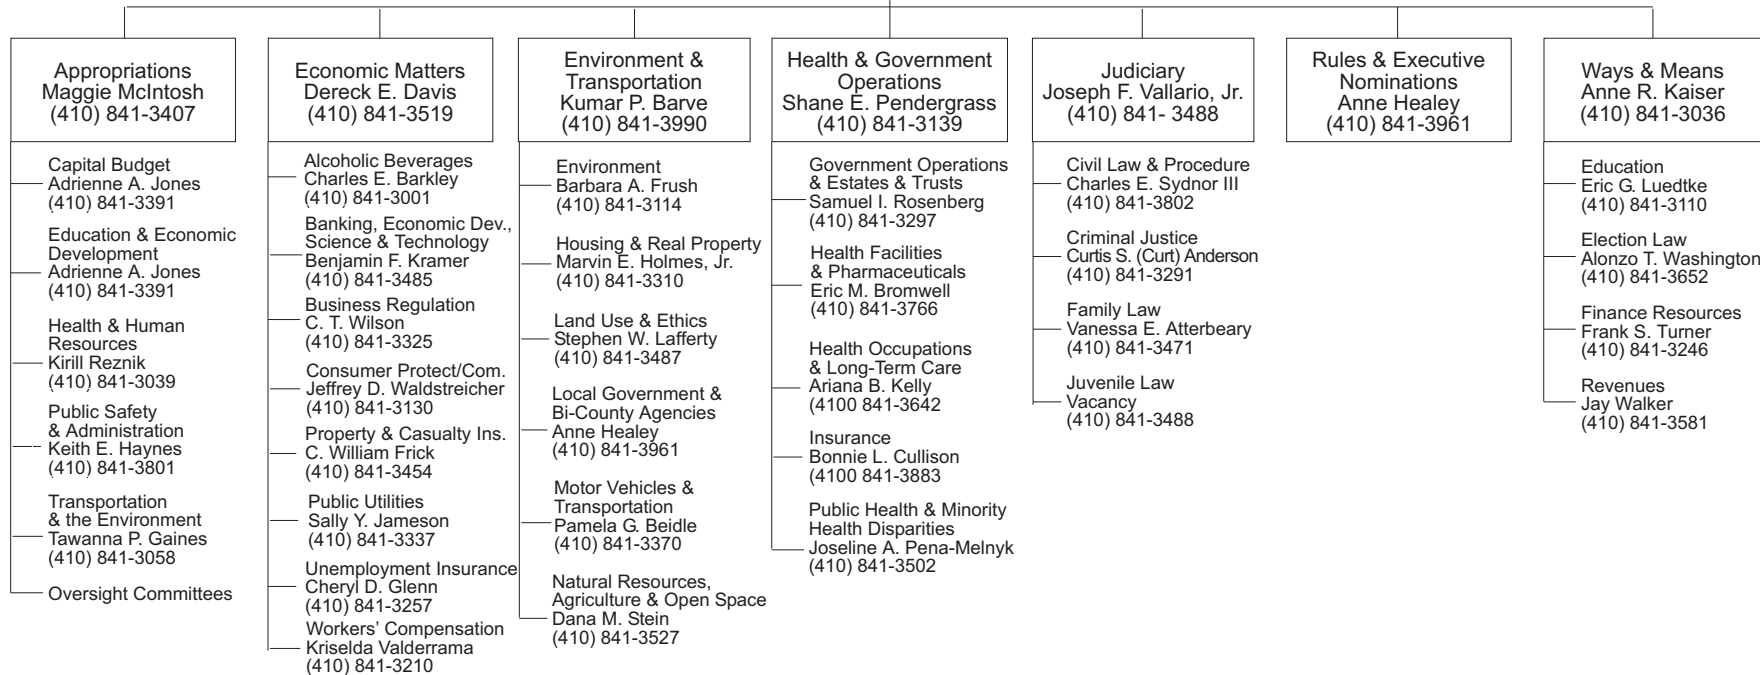 Appropriations
Maggie McIntosh
(410) 841-3407
Capital Budget
Adrienne A. Jones
(410) 841-3391
Education & Economic
Development
Adrienne A. Jones
(410) 841-3391
Health & Human
Resources
Kirill Reznik
(410) 841-3039
Public Safety
& Administration
Keith E. Haynes
(410) 841-3801
Transportation
& the Environment
Tawanna P. Gaines
(410) 841-3058
Oversight Committees
Economic Matters
Dereck E. Davis
(410) 841-3519
Alcoholic Beverages
Charles E. Barkley
(410) 841-3001
Banking, Economic Dev.,
Science & Technology
Benjamin F. Kramer
(410) 841-3485
Business Regulation
C. T. Wilson
(410) 841-3325
Consumer Protect/Com.
Jeffrey D. Waldstreicher
(410) 841-3130
Property & Casualty Ins.
C. William Frick
(410) 841-3454
Public Utilities
Sally Y. Jameson
(410) 841-3337
Unemployment Insurance
Cheryl D. Glenn
(410) 841-3257
Workers’ Compensation
Kriselda Valderrama
(410) 841-3210
Environment &
Transportation
Kumar P. Barve
(410) 841-3990
Environment
Barbara A. Frush
(410) 841-3114
Housing & Real Property
Marvin E. Holmes, Jr.
(410) 841-3310
Land Use & Ethics
Stephen W. Lafferty
(410) 841-3487
Local Government &
Bi-County Agencies
Anne Healey
(410) 841-3961
Motor Vehicles &
Transportation
Pamela G. Beidle
(410) 841-3370
Natural Resources,
Agriculture & Open Space
Dana M. Stein
(410) 841-3527
Health & Government
Operations
Shane E. Pendergrass
(410) 841-3139
Government Operations
& Estates & Trusts
Samuel I. Rosenberg
(410) 841-3297
Health Facilities
& Pharmaceuticals
Eric M. Bromwell
(410) 841-3766
Health Occupations
& Long-Term Care
Ariana B. Kelly
(4100 841-3642
Insurance
Bonnie L. Cullison
(4100 841-3883
Public Health & Minority
Health Disparities
Joseline A. Pena-Melnyk
(410) 841-3502
Judiciary
Joseph F. Vallario, Jr.
(410) 841- 3488
Civil Law & Procedure
Charles E. Sydnor III
(410) 841-3802
Criminal Justice
Curtis S. (Curt) Anderson
(410) 841-3291
Family Law
Vanessa E. Atterbeary
(410) 841-3471
Juvenile Law
Vacancy
(410) 841-3488
Rules & Executive
Nominations
Anne Healey
(410) 841-3961
Ways & Means
Anne R. Kaiser
(410) 841-3036
Education
Eric G. Luedtke
(410) 841-3110
Election Law
Alonzo T. Washington
(410) 841-3652
Finance Resources
Frank S. Turner
(410) 841-3246
Revenues
Jay Walker
(410) 841-3581